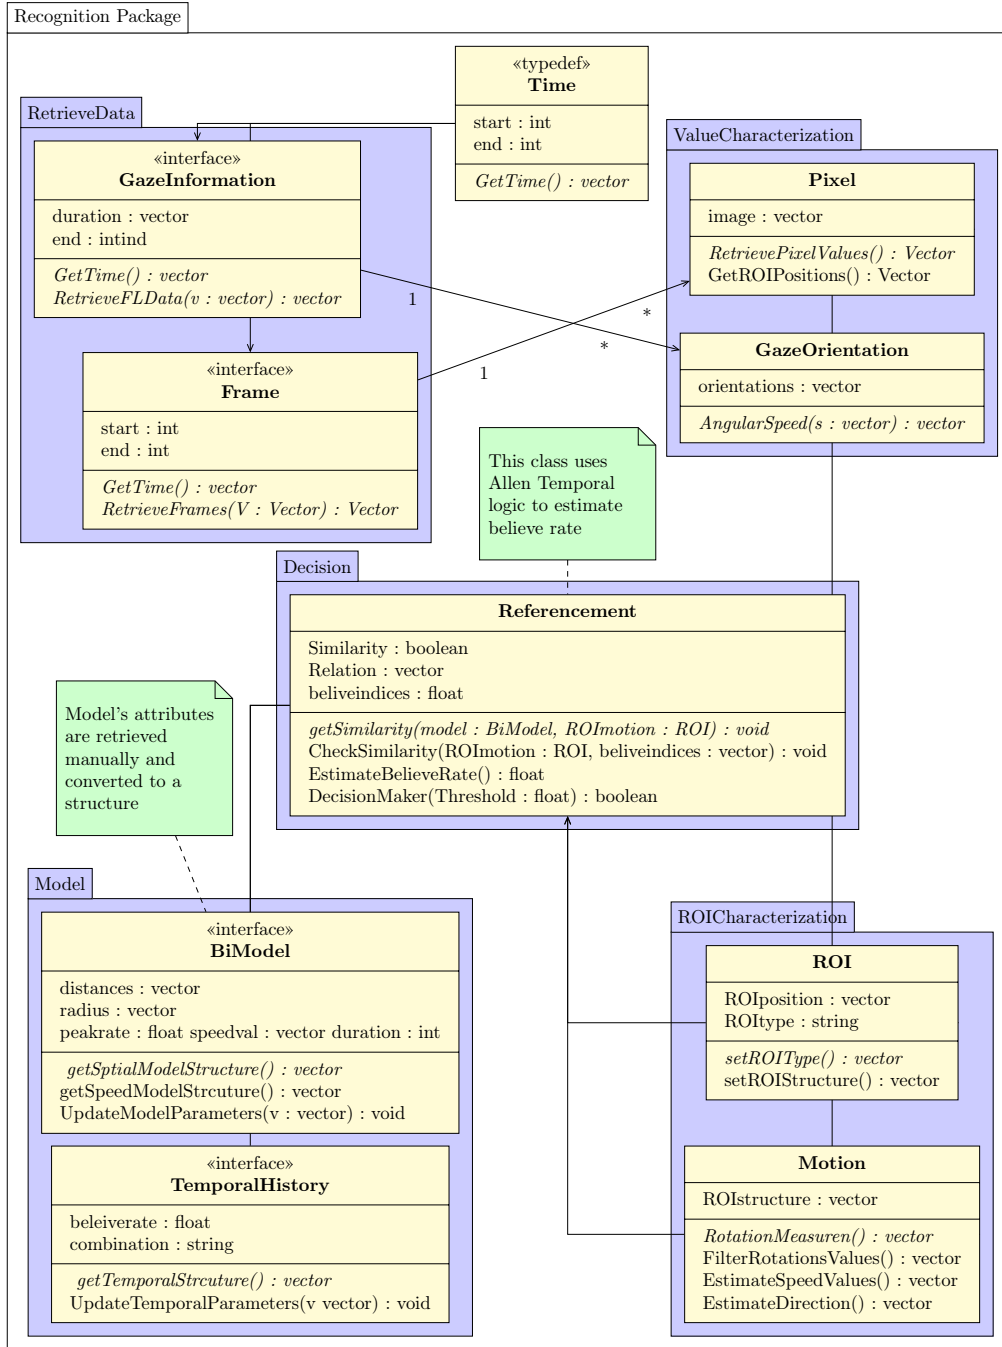 Recognition Package
«typedef»
Time
start : int
end : int
GetTime() : vector
RetrieveData
«interface»
GazeInformation
duration : vector
end : intind
GetTime() : vector
RetrieveFLData(v : vector) : vector
«interface»
Frame
start : int
end : int
GetTime() : vector
RetrieveFrames(V : Vector) : Vector
ValueCharacterization
Pixel
image : vector
RetrievePixelValues() : Vector
GetROIPositions() : Vector
GazeOrientation
orientations : vector
AngularSpeed(s : vector) : vector
1
*
1
*
This class uses
Allen Temporal
logic to estimate
believe rate
Decision
Referencement
Similarity : boolean
Relation : vector
beliveindices : float
getSimilarity(model : BiModel, ROImotion : ROI) : void
CheckSimilarity(ROImotion : ROI, beliveindices : vector) : void
EstimateBelieveRate() : float
DecisionMaker(Threshold : float) : boolean
Model's attributes
are retrieved
manually and
converted to a
structure
Model
«interface»
BiModel
distances : vector
radius : vector
peakrate : float speedval : vector duration : int
getSptialModelStructure() : vector
getSpeedModelStrcuture() : vector
UpdateModelParameters(v : vector) : void
«interface»
TemporalHistory
beleiverate : float
combination : string
getTemporalStrcuture() : vector
UpdateTemporalParameters(v vector) : void
ROICharacterization
ROI
ROIposition : vector
ROItype : string
setROIType() : vector
setROIStructure() : vector
Motion
ROIstructure : vector
RotationMeasuren() : vector
FilterRotationsValues() : vector
EstimateSpeedValues() : vector
EstimateDirection() : vector